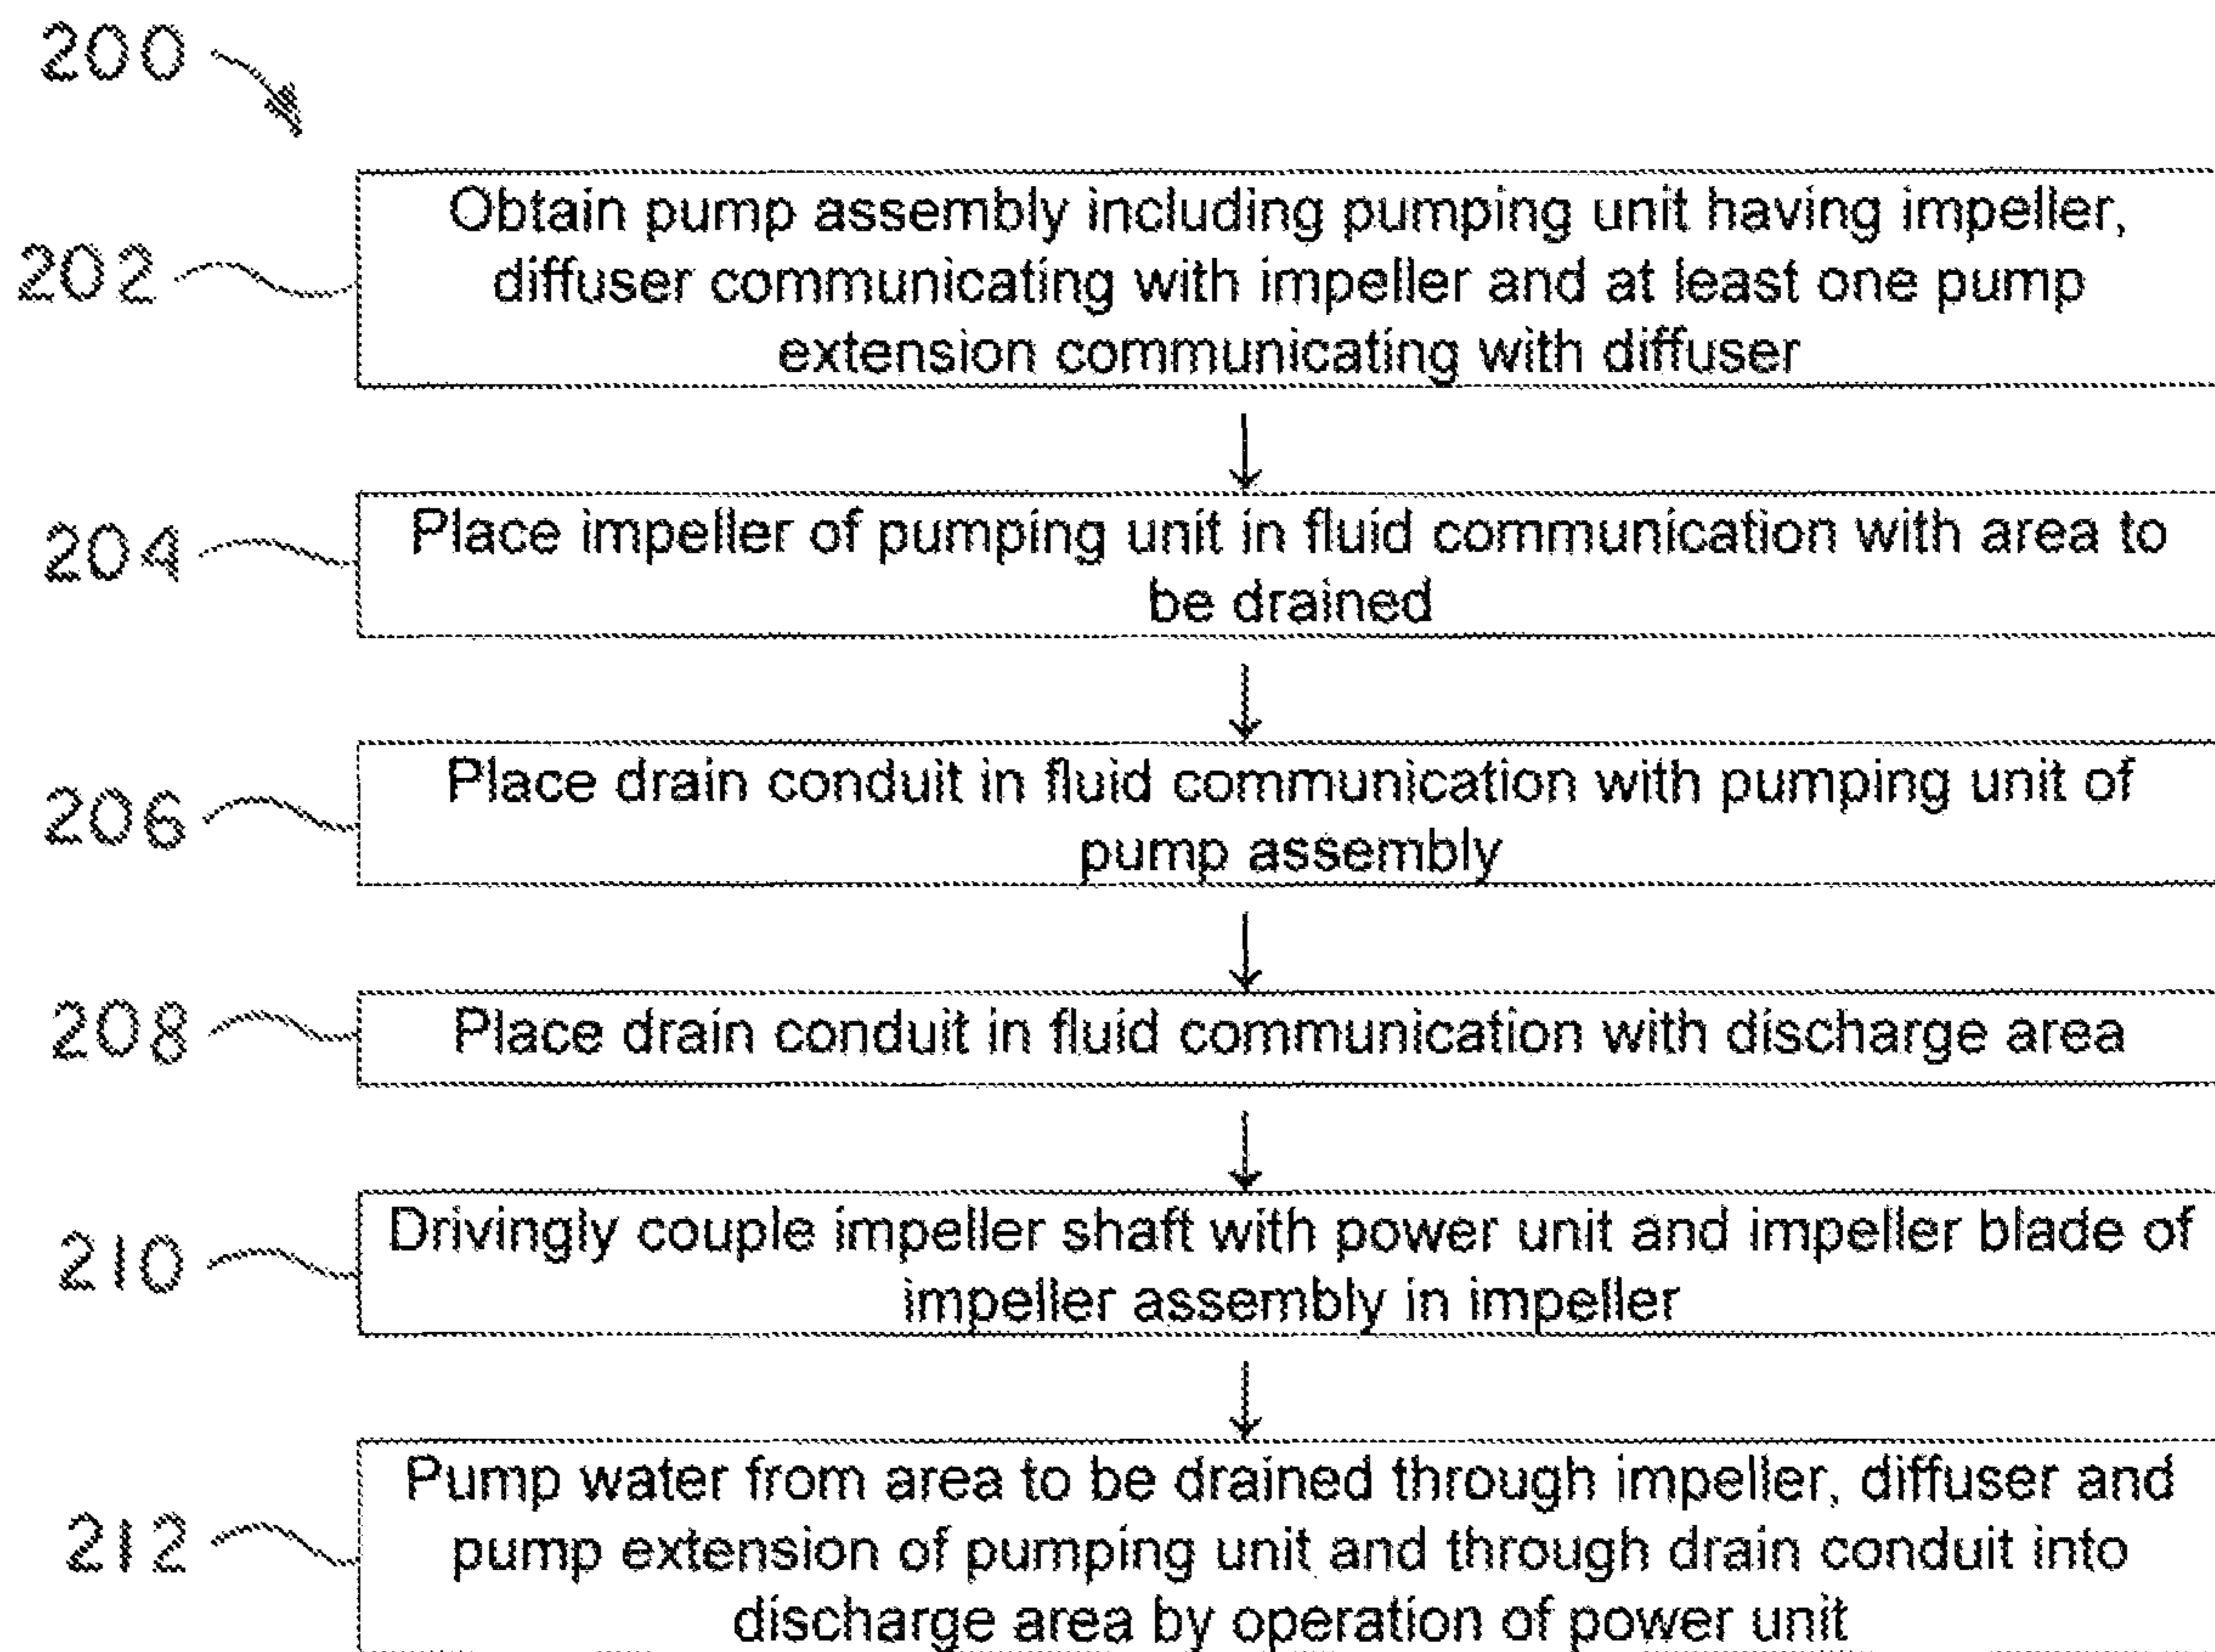 200
202
Obtain pump assembly including pumping unit having impeller,
diffuser communicating with impeller and at least one pump
extension communicating with diffuser
204
Place impeller of pumping unit in fluid communication with area to
be drained
206
Place drain conduit in fluid communication with pumping unit of
pump assembly
208
Place drain conduit in fluid communication with discharge area
210
Drivingly couple impeller shaft with power unit and impeller blade of
impeller assembly in impeller
212
Pump water from area to be drained through impeller, diffuser and
pump extension of pumping unit and through drain conduit into
discharge area by operation of power unit